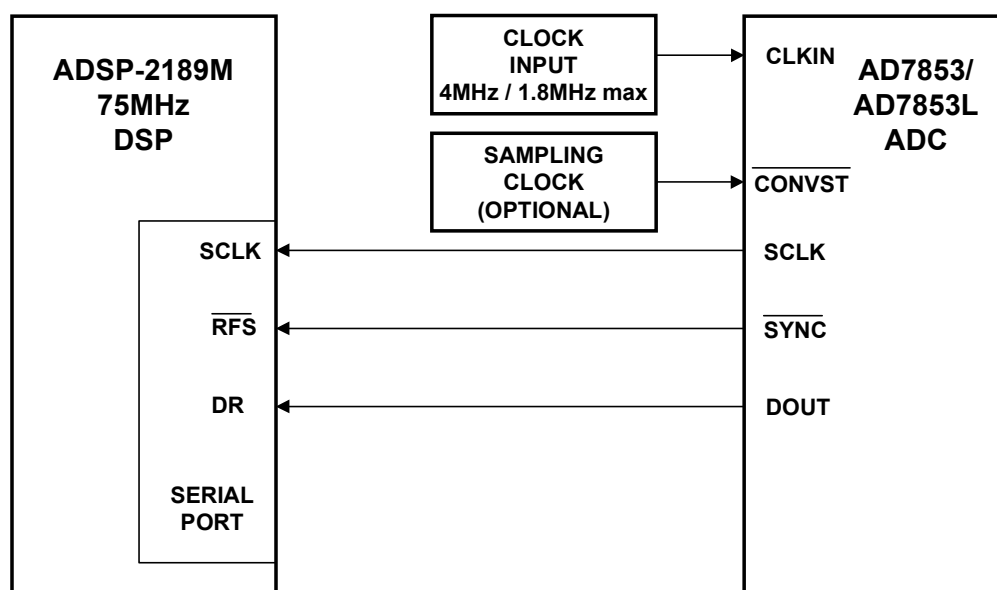 ADSP-2189M
75MHz
DSP
SCLK
RFS
DR
SERIAL
PORT
CLOCK
INPUT
4MHz / 1.8MHz max
SAMPLING
CLOCK
(OPTIONAL)
CLKIN
AD7853/
AD7853L
ADC
CONVST
SCLK
SYNC
DOUT